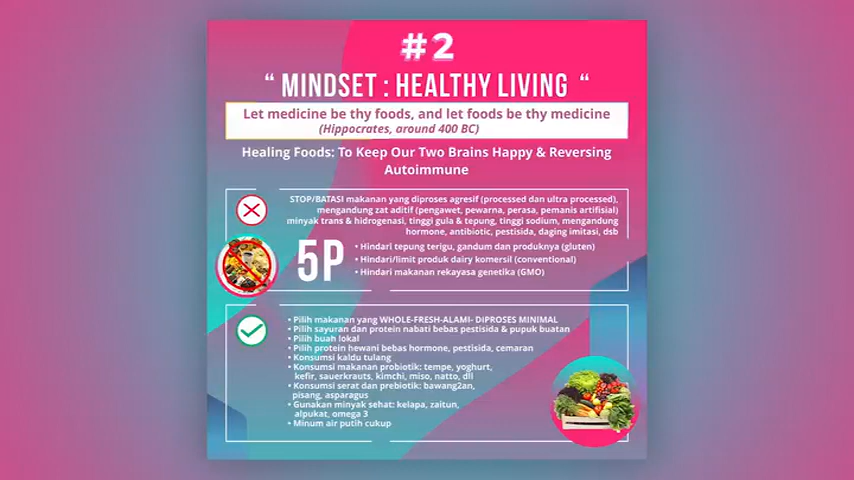 #2
“ MINDSET : HEALTHY LIVING “
Let medicine be thy foods, and let foods be thy medicine
(Hippocrates, around 400 BC)
Healing Foods: To Keep Our Two Brains Happy & Reversing
Autoimmune
STOP/BATASI makanan yang diproses agresif (processed dan ultra processed),
mengandung zat aditif (pengawet, pewarna, perasa, pemanis artifisial)
minyak trans & hidrogenasi, tinggi gula & tepung, tinggi sodium, mengandung
hormone, antibiotic, pestisida, daging imitasi, dsb
5P
• Hindari tepung terigu, gandum dan produknya (gluten)
• Hindari/limit produk dairy komersil (conventional)
• Hindari makanan rekayasa genetika (GMO)
• Pilih makanan yang WHOLE-FRESH-ALAMI- DIPROSES MINIMAL
• Pilih sayuran dan protein nabati bebas pestisida & pupuk buatan
• Pilih buah lokal
• Pilih protein hewani bebas hormone, pestisida, cemaran
• Konsumsi kaldu tulang
• Konsumsi makanan probiotik: tempe, yoghurt,
kefir, sauerkrauts, kimchi, miso, natto, dll
• Konsumsi serat dan prebiotik: bawang2an,
pisang, asparagus
• Gunakan minyak sehat: kelapa, zaitun,
alpukat, omega 3
• Minum air putih cukup